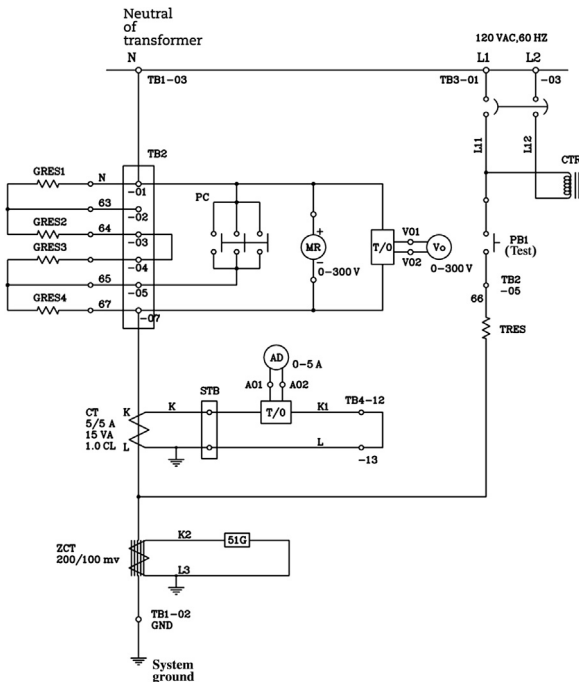 Neutral
of
transformer
120 VAC,60 HZ
N
L1
L2
TB1-03
TB3-01
-03
L11
L12
CTR
TB2
GRES1
N
-01
63
-02
GRES2
64
-03
GRES3
-04
65
-05
GRES4
67
-07
PC
+
MR
-
0-300 V
T/0
V01
V02
Vo
0-300 V
PB1
(Test)
TB2
-05
66
TRES
AD
0-5 A
A01
A02
CT
5/5 A
15 VA
1.0 CL
K
L
K
STB
T/0
K1
TB4-12
L
-13
ZCT
200/100 mv
K2
51G
L3
TB1-02
GND
System
ground